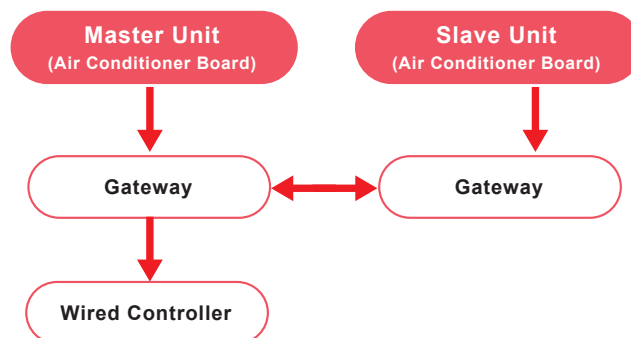 Master Unit
(Air Conditioner Board)
Slave Unit
(Air Conditioner Board)
Gateway
Gateway
Wired Controller